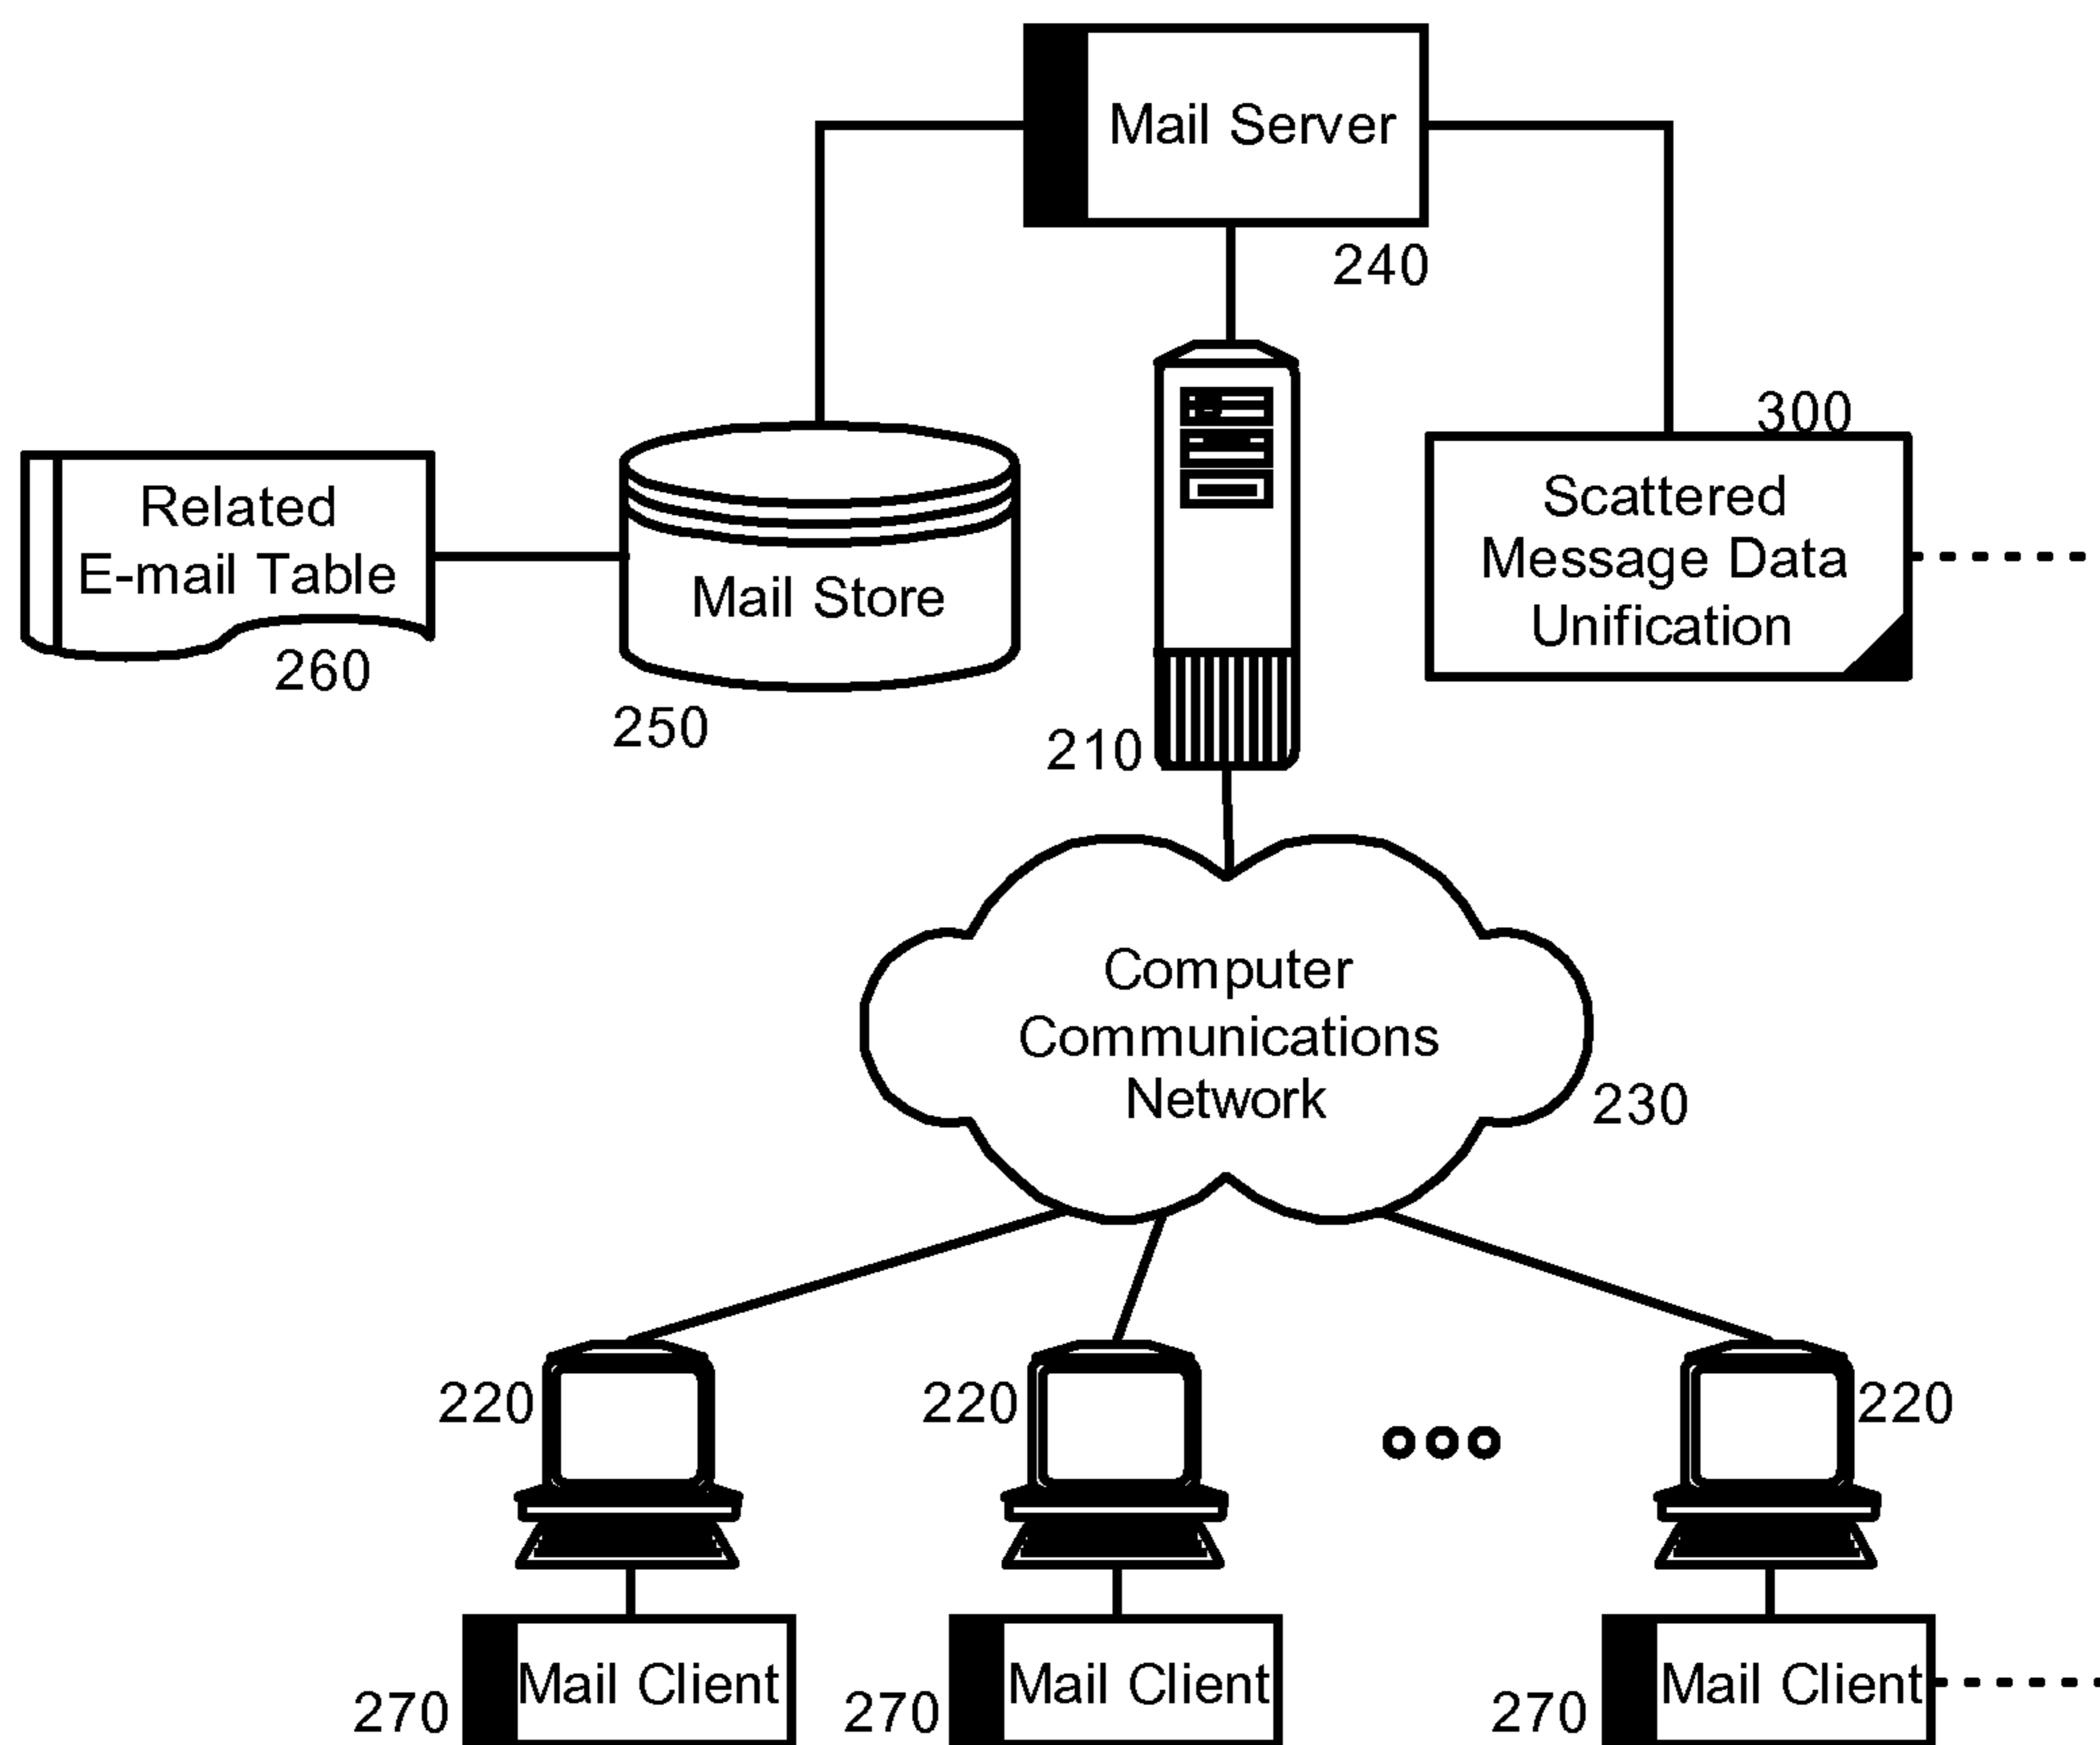 Mail Server
240
300
Related
E-mail Table
260
Mail Store
250
210
Scattered
Message Data
Unification
Computer
Communications
Network
230
220
220
220
Mail Client
270
Mail Client
270
Mail Client
270